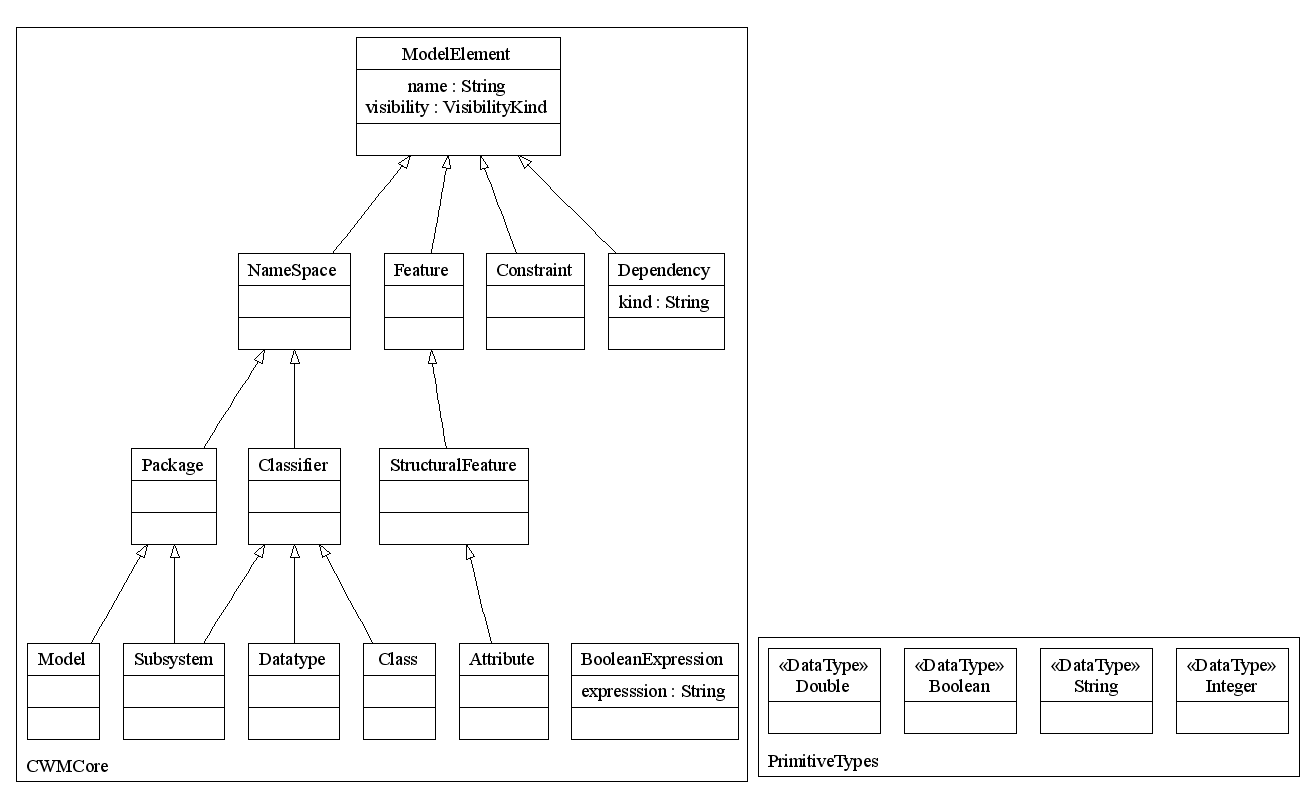 ModelElement
name : String
visibility : VisibilityKind
NameSpace
Feature
Constraint
Dependency
kind : String
Package
Classifier
StructuralFeature
Model
Subsystem
Datatype
Class
Attribute
BooleanExpression
expresssion : String
CWMCore
«DataType»
Double
«DataType»
Boolean
«DataType»
String
«DataType»
Integer
PrimitiveTypes